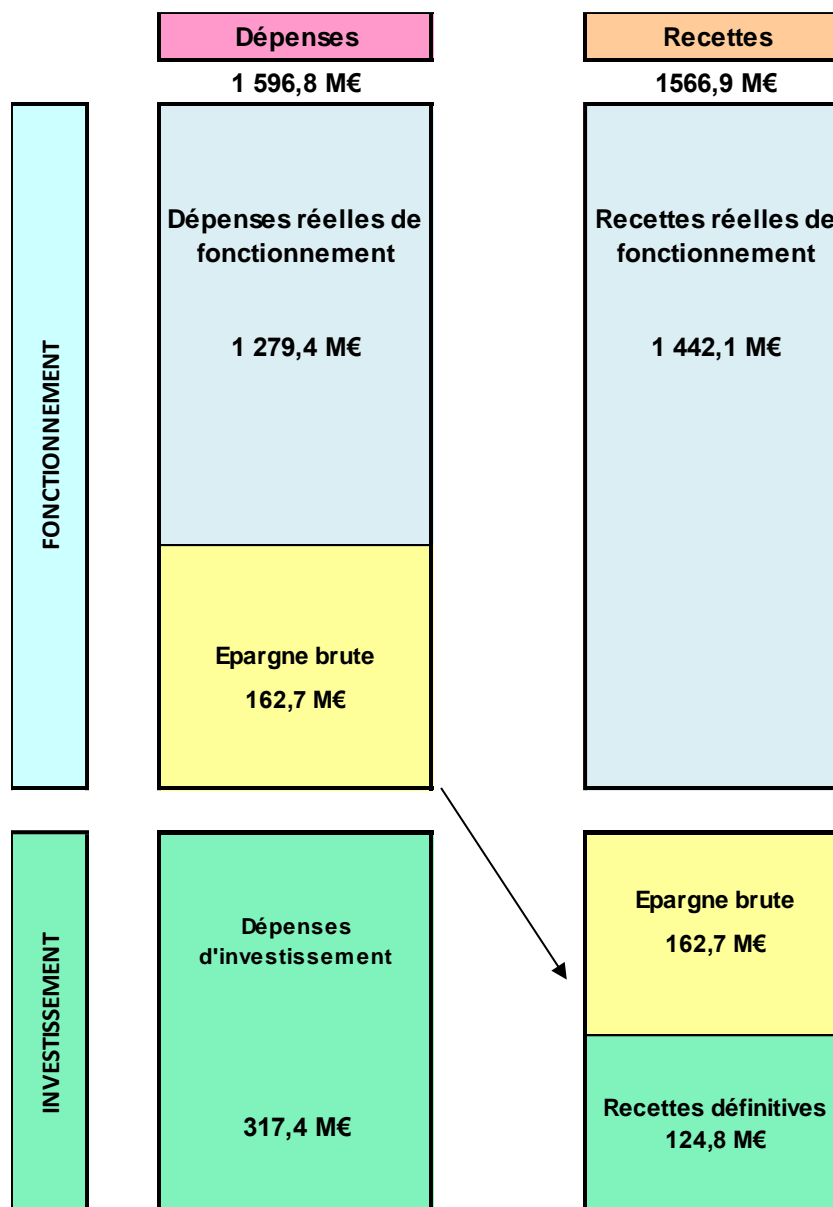 Dépenses
Recettes
1 596,8 M€
1566,9 M€
FONCTIONNEMENT
Dépenses réelles de
fonctionnement
1 279,4 M€
Recettes réelles de
fonctionnement
1 442,1 M€
Epargne brute
162,7 M€
INVESTISSEMENT
Dépenses
d'investissement
317,4 M€
Epargne brute
162,7 M€
Recettes définitives
124,8 M€